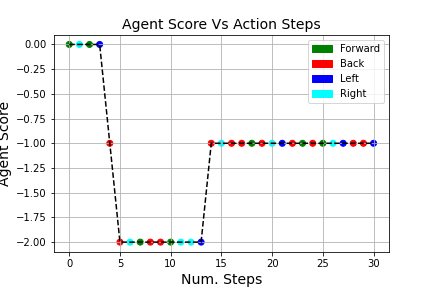 Agent Score Vs Action Steps
0.00
−0.25
−0.50
−0.75
−1.00
−1.25
−1.50
−1.75
−2.00
Agent Score
Forward
Back
Left
Right
0 5 10 15 20 25 30
Num. Steps